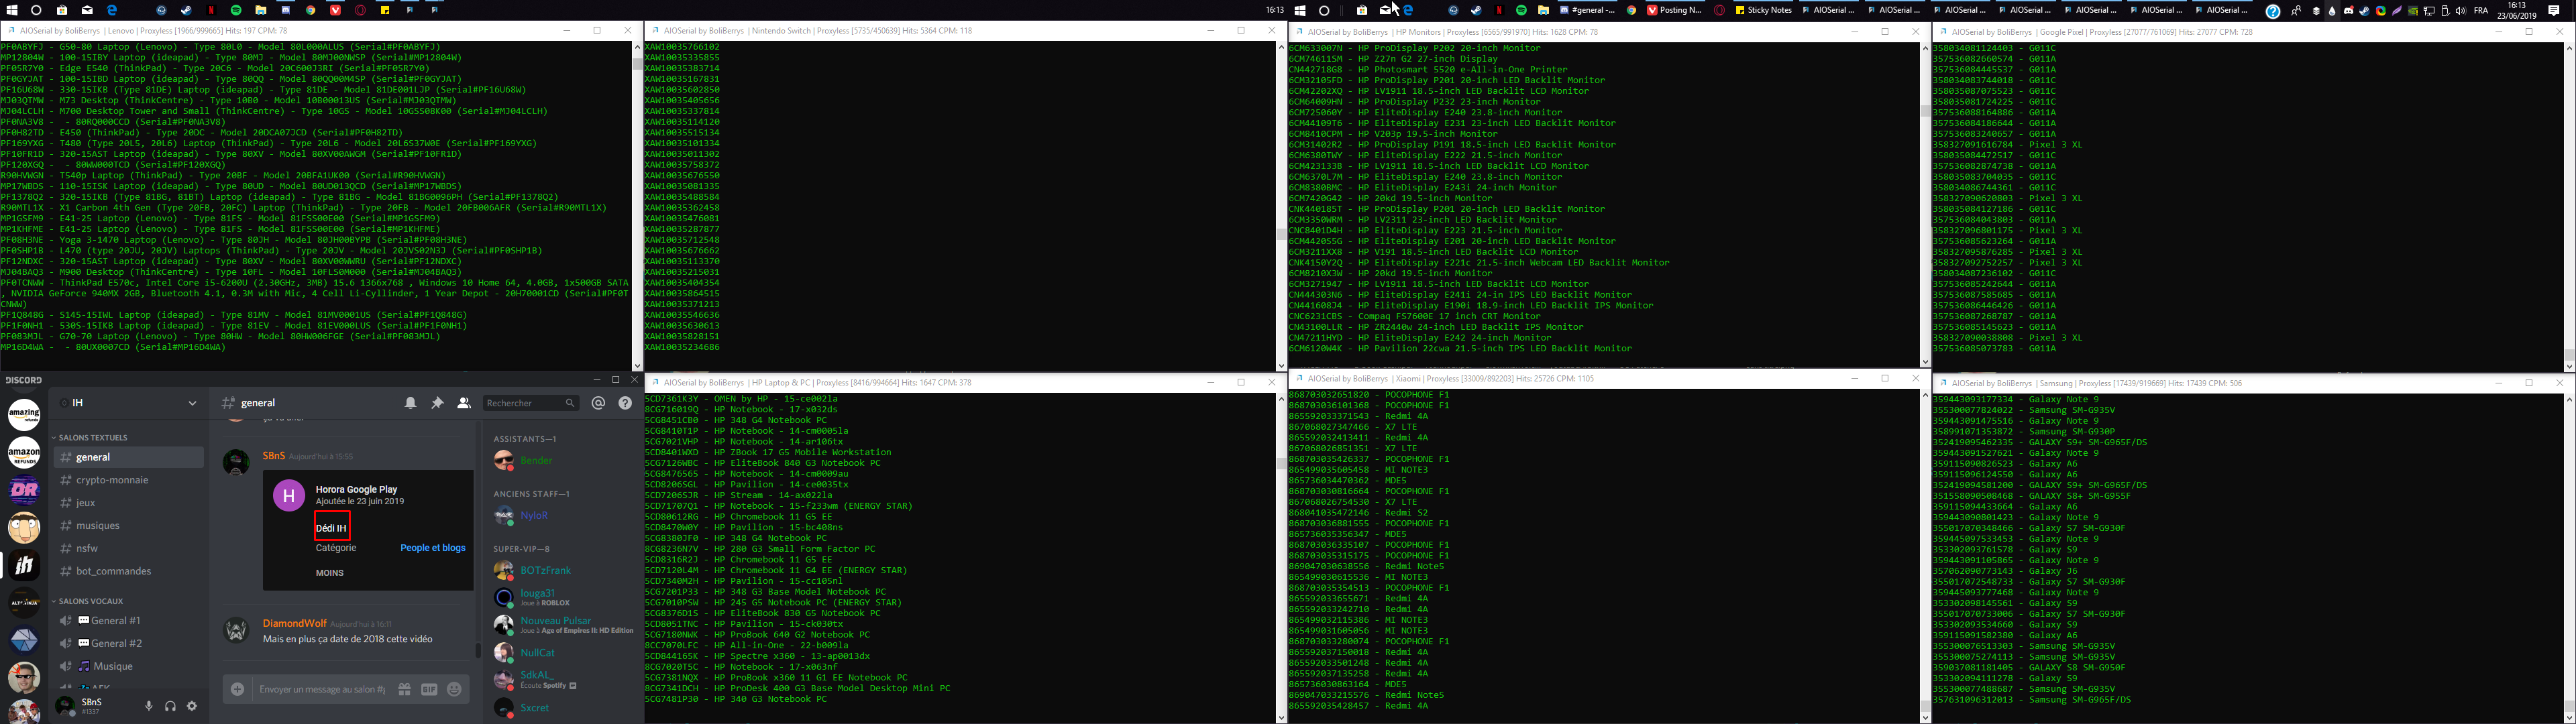 16:13
#general -...
Posting N...
Sticky Notes
AIOSerial ...
AIOSerial ...
AIOSerial ...
AIOSerial ...
AIOSerial ...
AIOSerial ...
AIOSerial ...
FRA
16:13
23/06/2019
AIOSerial by BoliBerrys | Lenovo | Proxyless [1966/999665] Hits: 197 CPM: 78
PF0ABYFJ - G50-80 Laptop (Lenovo) - Type 80L0 - Model 80L000ALUS (Serial#PF0ABYFJ)
MP12804W - 100-15IBY Laptop (ideapad) - Type 80MJ - Model 80MJ00NWSP (Serial#MP12804W)
PF05R7Y0 - Edge E540 (ThinkPad) - Type 20C6 - Model 20C600J3RI (Serial#PF05R7Y0)
PF0GYJAT - 100-15IBD Laptop (ideapad) - Type 80QQ - Model 80QQ00M4SP (Serial#PF0GYJAT)
PF16U68W - 330-15IKB (Type 81DE) Laptop (ideapad) - Type 81DE - Model 81DE001LJP (Serial#PF16U68W)
MJ03QTMW - M73 Desktop (ThinkCentre) - Type 10B0 - Model 10B00013US (Serial#MJ03QTMW)
MJ04LCLH - M700 Desktop Tower and Small (ThinkCentre) - Type 10GS - Model 10GS508K00 (Serial#MJ04LCLH)
PF0NA3V8 - - 80RQ000CCD (Serial#PF0NA3V8)
PF0H82TD - E450 (ThinkPad) - Type 20DC - Model 20DCA07JCD (Serial#PF0H82TD)
PF169YXG - T480 (Type 20L5, 20L6) Laptop (ThinkPad) - Type 20L6 - Model 20L6S37W0E (Serial#PF169YXG)
PF10FR1D - 320-15AST Laptop (ideapad) - Type 80XV - Model 80XV00AWGM (Serial#PF10FR1D)
PF120XGQ - - 80WW000TCD (Serial#PF120XGQ)
R90HVWGN - T540p Laptop (ThinkPad) - Type 20BF - Model 20BFA1UK00 (Serial#R90HVWGN)
MP17WBDS - 110-15ISK Laptop (ideapad) - Type 80UD - Model 80UD013QCD (Serial#MP17WBDS)
PF1378Q2 - 320-15IKB (Type 81BG, 81BT) Laptop (ideapad) - Type 81BG - Model 81BG0096PH (Serial#PF1378Q2)
R90MTL1X - X1 Carbon 4th Gen (Type 20FB, 20FC) Laptop (ThinkPad) - Type 20FB - Model 20FB006AFR (Serial#R90MTL1X)
MP1GSFM9 - E41-25 Laptop (Lenovo) - Type 81FS - Model 81FSS00E00 (Serial#MP1GSFM9)
MP1KHFME - E41-25 Laptop (Lenovo) - Type 81FS - Model 81FSS00E00 (Serial#MP1KHFME)
PF08H3NE - Yoga 3-1470 Laptop (Lenovo) - Type 80JH - Model 80JH00BYPB (Serial#PF08H3NE)
PF0SHP1B - L470 (type 20JU, 20JV) Laptops (ThinkPad) - Type 20JV - Model 20JVS02N3J (Serial#PF0SHP1B)
PF12NDXC - 320-15AST Laptop (ideapad) - Type 80XV - Model 80XV00WWRU (Serial#PF12NDXC)
MJ04BAQ3 - M900 Desktop (ThinkCentre) - Type 10FL - Model 10FLS0M000 (Serial#MJ04BAQ3)
PF0TCNWW - ThinkPad E570c, Intel Core i5-6200U (2.30GHz, 3MB) 15.6 1366x768 , Windows 10 Home 64, 4.0GB, 1x500GB SATA
, NVIDIA GeForce 940MX 2GB, Bluetooth 4.1, 0.3M with Mic, 4 Cell Li-Cyllinder, 1 Year Depot - 20H70001CD (Serial#PF0T
CNWW)
PF1Q848G - S145-15IWL Laptop (ideapad) - Type 81MV - Model 81MV0001US (Serial#PF1Q848G)
PF1F0NH1 - 530S-15IKB Laptop (ideapad) - Type 81EV - Model 81EV000LUS (Serial#PF1F0NH1)
PF083MJL - G70-70 Laptop (Lenovo) - Type 80HW - Model 80HW006FGE (Serial#PF083MJL)
MP16D4WA - - 80UX0007CD (Serial#MP16D4WA)
AIOSerial by BoliBerrys | Nintendo Switch | Proxyless [5735/450639] Hits: 5364 CPM: 118
XAW10035766102
XAW10035335855
XAW10035383714
XAW10035167831
XAW10035602850
XAW10035405656
XAW10035337814
XAW10035114120
XAW10035515134
XAW10035101334
XAW10035011302
XAW10035758372
XAW10035676550
XAW10035081335
XAW10035488584
XAW10035362458
XAW10035476081
XAW10035287877
XAW10035712548
XAW10035676662
XAW10035113370
XAW10035215031
XAW10035404354
XAW10035864515
XAW10035371213
XAW10035546636
XAW10035630613
XAW10035828151
XAW10035234686
AIOSerial by BoliBerrys | HP Monitors | Proxyless [6565/991970] Hits: 1628 CPM: 78
6CM633007N - HP ProDisplay P202 20-inch Monitor
6CM74611SM - HP Z27n G2 27-inch Display
CN442718G8 - HP Photosmart 5520 e-All-in-One Printer
6CM32105FD - HP ProDisplay P201 20-inch LED Backlit Monitor
6CM42202XQ - HP LV1911 18.5-inch LED Backlit LCD Monitor
6CM64009HN - HP ProDisplay P232 23-inch Monitor
6CM725060Y - HP EliteDisplay E240 23.8-inch Monitor
6CM44109T6 - HP EliteDisplay E231 23-inch LED Backlit Monitor
6CM8410CPM - HP V203p 19.5-inch Monitor
6CM31402R2 - HP ProDisplay P191 18.5-inch LED Backlit Monitor
6CM6380TWY - HP EliteDisplay E222 21.5-inch Monitor
6CM423133B - HP LV1911 18.5-inch LED Backlit LCD Monitor
6CM6370L7M - HP EliteDisplay E240 23.8-inch Monitor
6CM8380BMC - HP EliteDisplay E243i 24-inch Monitor
6CM7420G42 - HP 20kd 19.5-inch Monitor
CNK440185T - HP ProDisplay P201 20-inch LED Backlit Monitor
6CM3350WRM - HP LV2311 23-inch LED Backlit LCD Monitor
CNC8401D4H - HP EliteDisplay E223 21.5-inch Monitor
6CM4420SSG - HP EliteDisplay E201 20-inch LED Backlit Monitor
6CM3211XX8 - HP V191 18.5-inch LED Backlit LCD Monitor
CNK4150Y2Q - HP EliteDisplay E221c 21.5-inch Webcam LED Backlit Monitor
6CM8210X3W - HP 20kd 19.5-inch Monitor
6CM3271947 - HP LV1911 18.5-inch LED Backlit LCD Monitor
CN444303N6 - HP EliteDisplay E241i 24-in IPS LED Backlit Monitor
CN441608J4 - HP EliteDisplay E190i 18.9-inch LED Backlit IPS Monitor
CNC6231CBS - Compaq FS7600E 17 inch CRT Monitor
CN43100LLR - HP ZR2440w 24-inch LED Backlit IPS Monitor
CN47211HYD - HP EliteDisplay E242 24-inch Monitor
6CM6120W4K - HP Pavilion 22cwa 21.5-inch IPS LED Backlit Monitor
AIOSerial by BoliBerrys | Google Pixel | Proxyless [27077/761069] Hits: 27077 CPM: 728
358034081124403 - G011C
357536082660574 - G011A
357536084445537 - G011A
358034083744018 - G011C
358035087075523 - G011C
358035081724225 - G011C
357536088164886 - G011A
357536084186644 - G011A
357536083240657 - G011A
358327091616784 - Pixel 3 XL
358035084472517 - G011C
357536082874738 - G011A
358035083704035 - G011C
358034086744361 - G011C
358327090620803 - Pixel 3 XL
358035084127186 - G011C
357536084043803 - G011A
358327096801175 - Pixel 3 XL
357536085623264 - G011A
358327095876285 - Pixel 3 XL
358327092752257 - Pixel 3 XL
358034087236102 - G011C
357536085242644 - G011A
357536087585685 - G011A
357536086446426 - G011A
357536087268787 - G011A
357536085145623 - G011A
358327090038808 - Pixel 3 XL
357536085073783 - G011A
DISCORD
IH
general
Rechercher
SALONS TEXTUELS
general
crypto-monnaie
jeux
musiques
nsfw
bot_commandes
SALONS VOCAUX
General #1
General #2
Musique
SBnS
#1337
SBnS Aujourd'hui à 15:55
H
Horora Google Play
Ajoutée le 23 juin 2019
Dédi IH
Catégorie People et blogs
MOINS
DiamondWolf Aujourd'hui à 16:11
Mais en plus ça date de 2018 cette vidéo
Envoyer un message au salon #g
GIF
ASSISTANTS—1
Bender
ANCIENS STAFF—1
NyloR
SUPER-VIP—8
BOTzFrank
louga31
Joue à ROBLOX
Nouveau Pulsar
Joue à Age of Empires II: HD Edition
NullCat
SdkAL_
Écoute Spotify
5xcret
AIOSerial by BoliBerrys | HP Laptop & PC | Proxyless [8416/994664] Hits: 1647 CPM: 378
5CD7361K3Y - OMEN by HP - 15-ce002la
8CG716019Q - HP Notebook - 17-x032ds
5CG8451CB0 - HP 348 G4 Notebook PC
5CG8410T1P - HP Notebook - 14-cm0005la
5CG7021VHP - HP Notebook - 14-ar106tx
5CD8401WXD - HP ZBook 17 G5 Mobile Workstation
5CG7126WBC - HP EliteBook 840 G3 Notebook PC
5CG8476565 - HP Notebook - 14-cm0009au
5CD8206SGL - HP Pavilion - 14-ce0035tx
5CD7206SJR - HP Stream - 14-ax022la
5CD71707Q1 - HP Notebook - 15-f233wm (ENERGY STAR)
5CD80612RG - HP Chromebook 11 G5 EE
5CD8470W0Y - HP Pavilion - 15-bc408ns
5CG8380JF0 - HP 348 G4 Notebook PC
8CG8236N7V - HP 280 G3 Small Form Factor PC
5CD8316R2J - HP Chromebook 11 G5 EE
5CD7120L4M - HP Chromebook 11 G4 EE (ENERGY STAR)
5CD7340M2H - HP Pavilion - 15-cc105nl
5CG7201P33 - HP 348 G3 Base Model Notebook PC
5CG7010PSW - HP 245 G5 Notebook PC (ENERGY STAR)
5CG8376D15 - HP EliteBook 830 G5 Notebook PC
5CD8051TNC - HP Pavilion - 15-ck030tx
5CG7180NWK - HP ProBook 640 G2 Notebook PC
8CC7070LFC - HP All-in-One - 22-b009la
5CD844165K - HP Spectre x360 - 13-ap0013dx
8CG7020T5C - HP Notebook - 17-x063nf
5CG7381NQX - HP ProBook x360 11 G1 EE Notebook PC
8CG7341DCH - HP ProDesk 400 G3 Base Model Desktop Mini PC
5CG7481P30 - HP 340 G3 Notebook PC
AIOSerial by BoliBerrys | Xiaomi | Proxyless [33009/892203] Hits: 25726 CPM: 1105
868703032651820 - POCOPHONE F1
868703036101368 - POCOPHONE F1
865592033371543 - Redmi 4A
867068027347466 - X7 LTE
865592032413411 - Redmi 4A
867068026851351 - X7 LTE
868703035426337 - POCOPHONE F1
865499035605458 - MI NOTE3
865736034470362 - MDE5
868703030816664 - POCOPHONE F1
867068026754530 - X7 LTE
868041035472146 - Redmi S2
868703036881555 - POCOPHONE F1
865736035356347 - MDE5
868703036335107 - POCOPHONE F1
868703035315175 - POCOPHONE F1
869047030638556 - Redmi Note5
865499030615536 - MI NOTE3
868703035354513 - POCOPHONE F1
865592033655671 - Redmi 4A
865592033242710 - Redmi 4A
865499032115386 - MI NOTE3
865499031605056 - MI NOTE3
868703033280074 - POCOPHONE F1
865592037150018 - Redmi 4A
865592033501248 - Redmi 4A
865592037135258 - Redmi 4A
865736030863164 - MDE5
869047033215576 - Redmi Note5
865592035428457 - Redmi 4A
AIOSerial by BoliBerrys | Samsung | Proxyless [17439/919669] Hits: 17439 CPM: 506
359443093177334 - Galaxy Note 9
355300077824022 - Samsung SM-G935V
359443091475516 - Galaxy Note 9
358991071353872 - Samsung SM-G930P
352419095462335 - GALAXY S9+ SM-G965F/DS
359443091527621 - Galaxy Note 9
359115090826523 - Galaxy A6
359115096124550 - Galaxy A6
352419094581200 - GALAXY S9+ SM-G965F/DS
351558090508468 - GALAXY S8+ SM-G955F
359115094433664 - Galaxy A6
359443090801423 - Galaxy Note 9
355017070348466 - Galaxy S7 SM-G930F
359445097533453 - Galaxy Note 9
353302093761578 - Galaxy S9
359443091105865 - Galaxy Note 9
357062090773143 - Galaxy J6
355017072548733 - Galaxy S7 SM-G930F
359445093777468 - Galaxy Note 9
353302098145561 - Galaxy S9
355017070733006 - Galaxy S7 SM-G930F
353302093534660 - Galaxy S9
359115091582380 - Galaxy A6
355300076513303 - Samsung SM-G935V
355300075274113 - Samsung SM-G935V
359037081181405 - GALAXY S8 SM-G950F
353302094111278 - Galaxy S9
355300077488687 - Samsung SM-G935V
357631096312013 - Samsung SM-G965F/DS